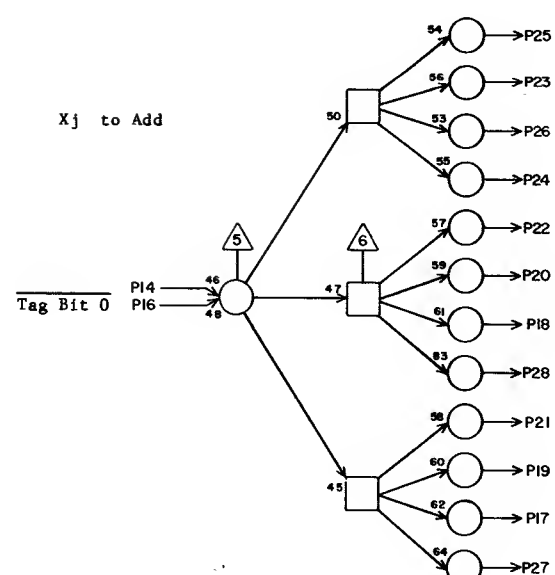 54 P25
56 P23
Xj to Add
50 53 P26
55 P24
5 6 57 P22
59 P20
P14 46
47
Tag Bit 0 P16 48
61 P18
83 P28
58 P21
60 P19
45
62 P17
64 P27